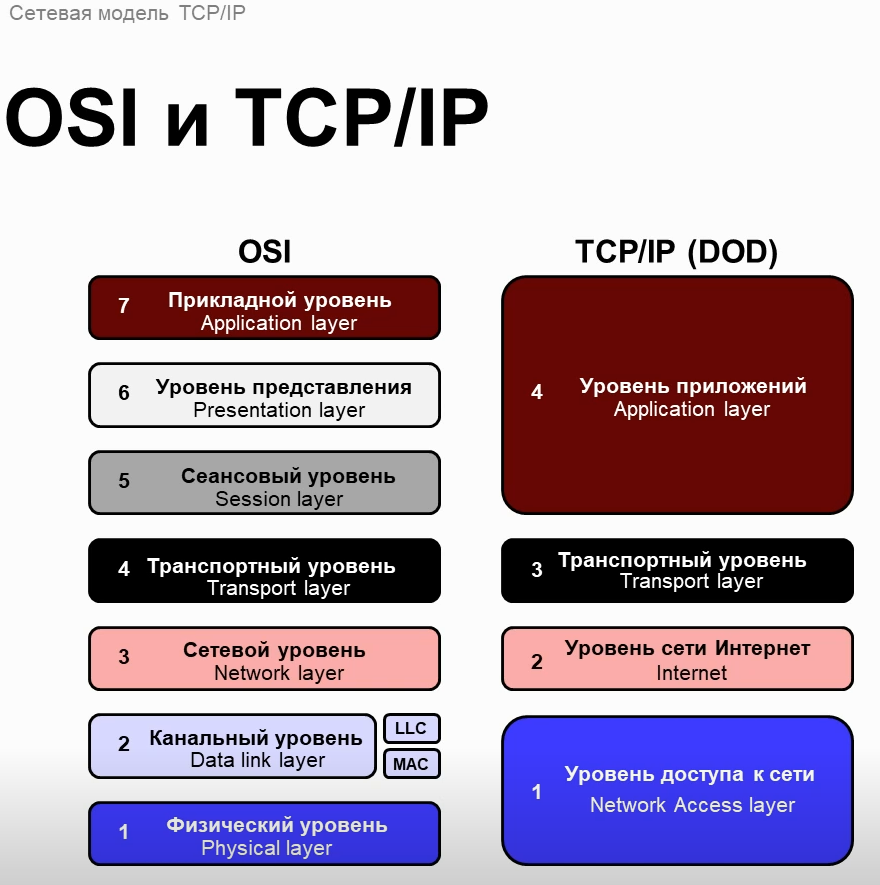 Сетевая модель TCP/IP
OSI и TCP/IP
OSI
7 Прикладной уровень
Application layer
6 Уровень представления
Presentation layer
5 Сеансовый уровень
Session layer
4 Транспортный уровень
Transport layer
3 Сетевой уровень
Network layer
2 Канальный уровень
Data link layer
LLC
MAC
1 Физический уровень
Physical layer
TCP/IP (DOD)
4 Уровень приложений
Application layer
3 Транспортный уровень
Transport layer
2 Уровень сети Интернет
Internet
1 Уровень доступа к сети
Network Access layer